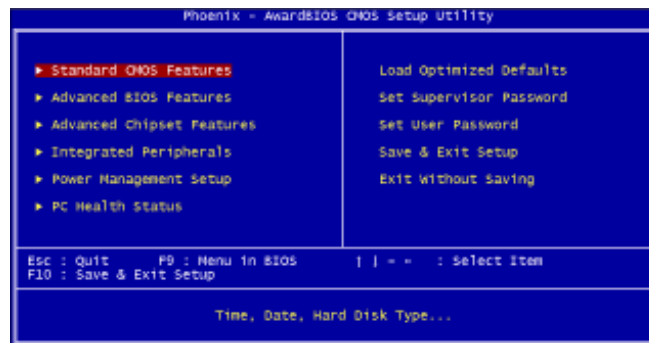 Phoenix - AwardBIOS CMOS Setup Utility
► Standard CMOS Features
► Advanced BIOS Features
► Advanced Chipset Features
► Integrated Peripherals
► Power Management Setup
► PC Health Status
Load Optimized Defaults
Set Supervisor Password
Set User Password
Save & Exit Setup
Exit Without Saving
Esc : Quit F9 : Menu in BIOS : Select Item
F10 : Save & Exit Setup
Time, Date, Hard Disk Type...